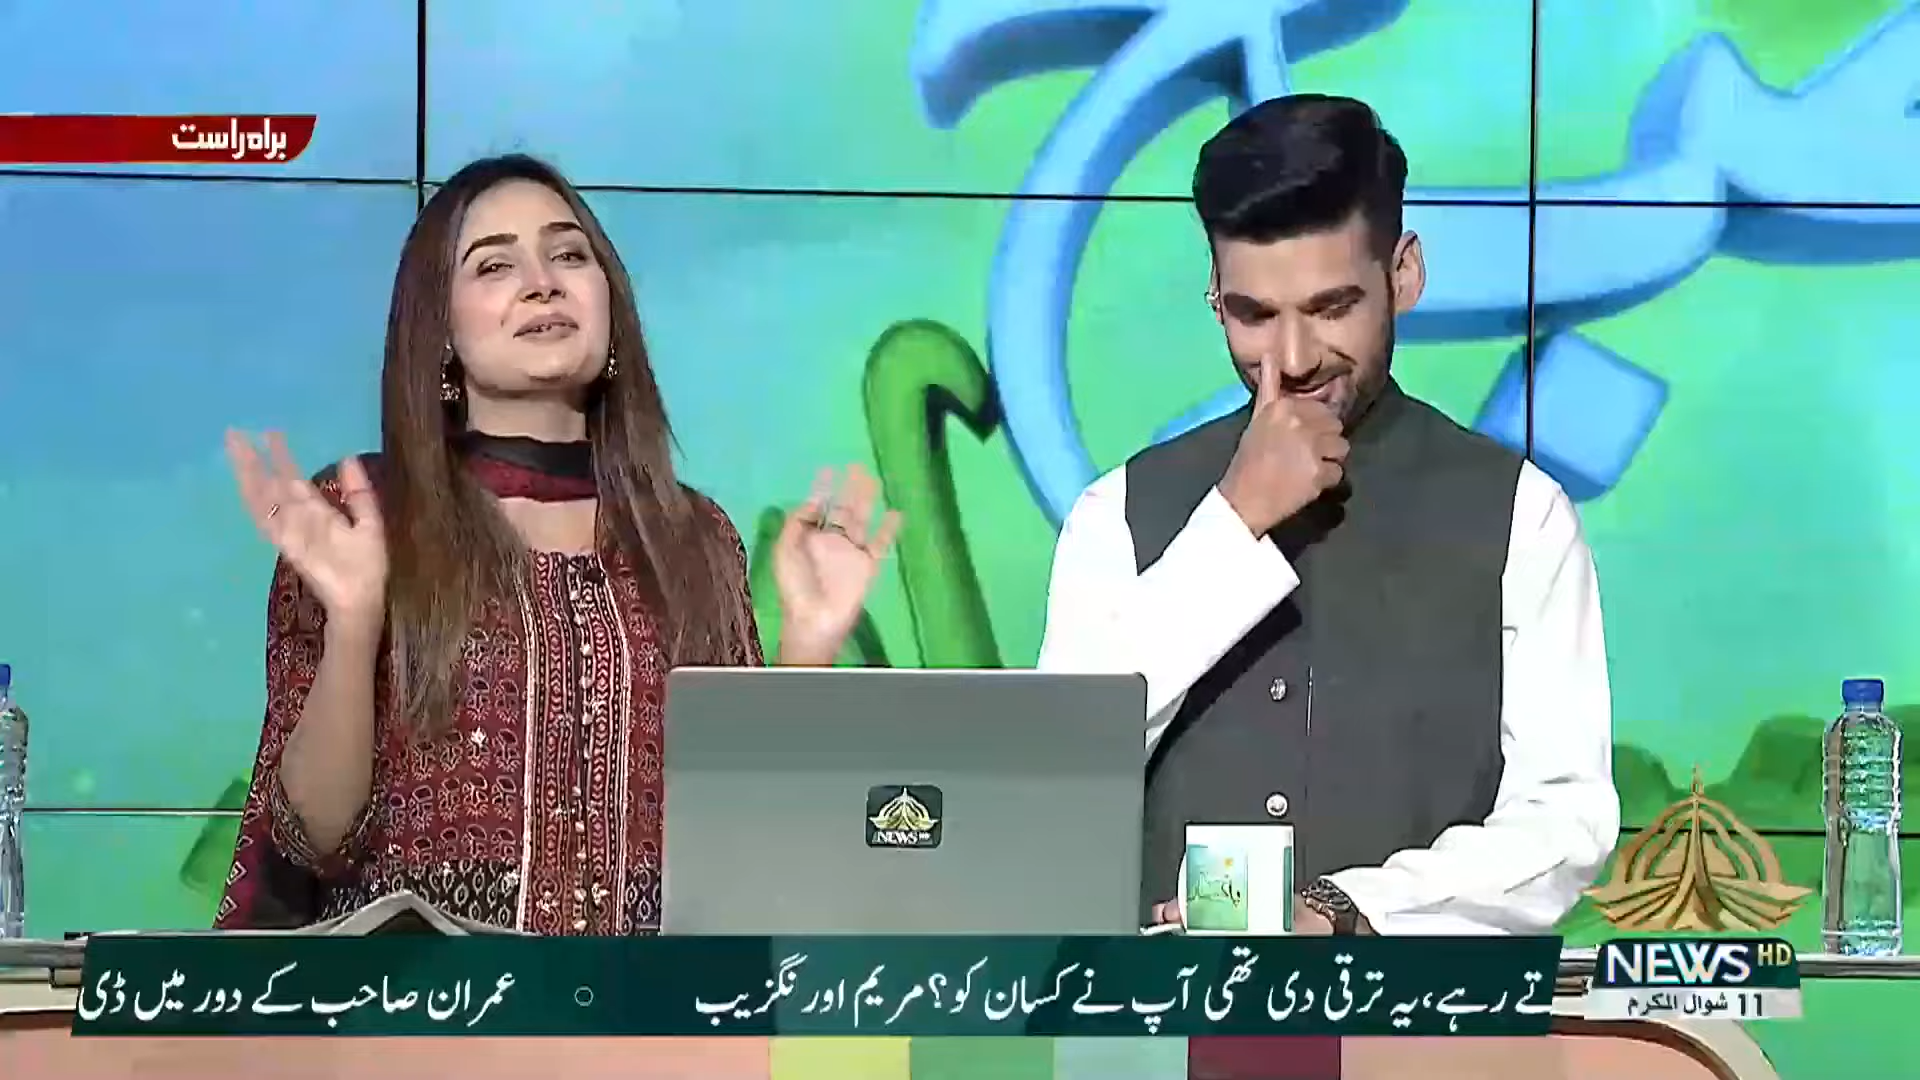 براہ راست
NEWS HD
تے رہے، یہ ترقی دی تھی آپ نے کسان کو؟ مریم اورنگزیب ○ عمران صاحب کے دور میں ڈی
NEWS HD
11 شوال المکرم